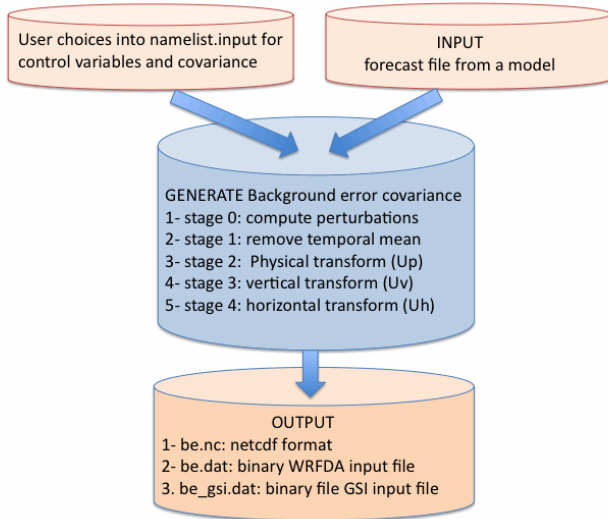 User choices into namelist.input for
control variables and covariance
INPUT
forecast file from a model
GENERATE Background error covariance
1- stage 0: compute perturbations
2- stage 1: remove temporal mean
3- stage 2:  Physical transform (Up)
4- stage 3: vertical transform (Uv)
5- stage 4: horizontal transform (Uh)
OUTPUT
1- be.nc: netcdf format
2- be.dat: binary WRFDA input file
3. be_gsi.dat: binary file GSI input file